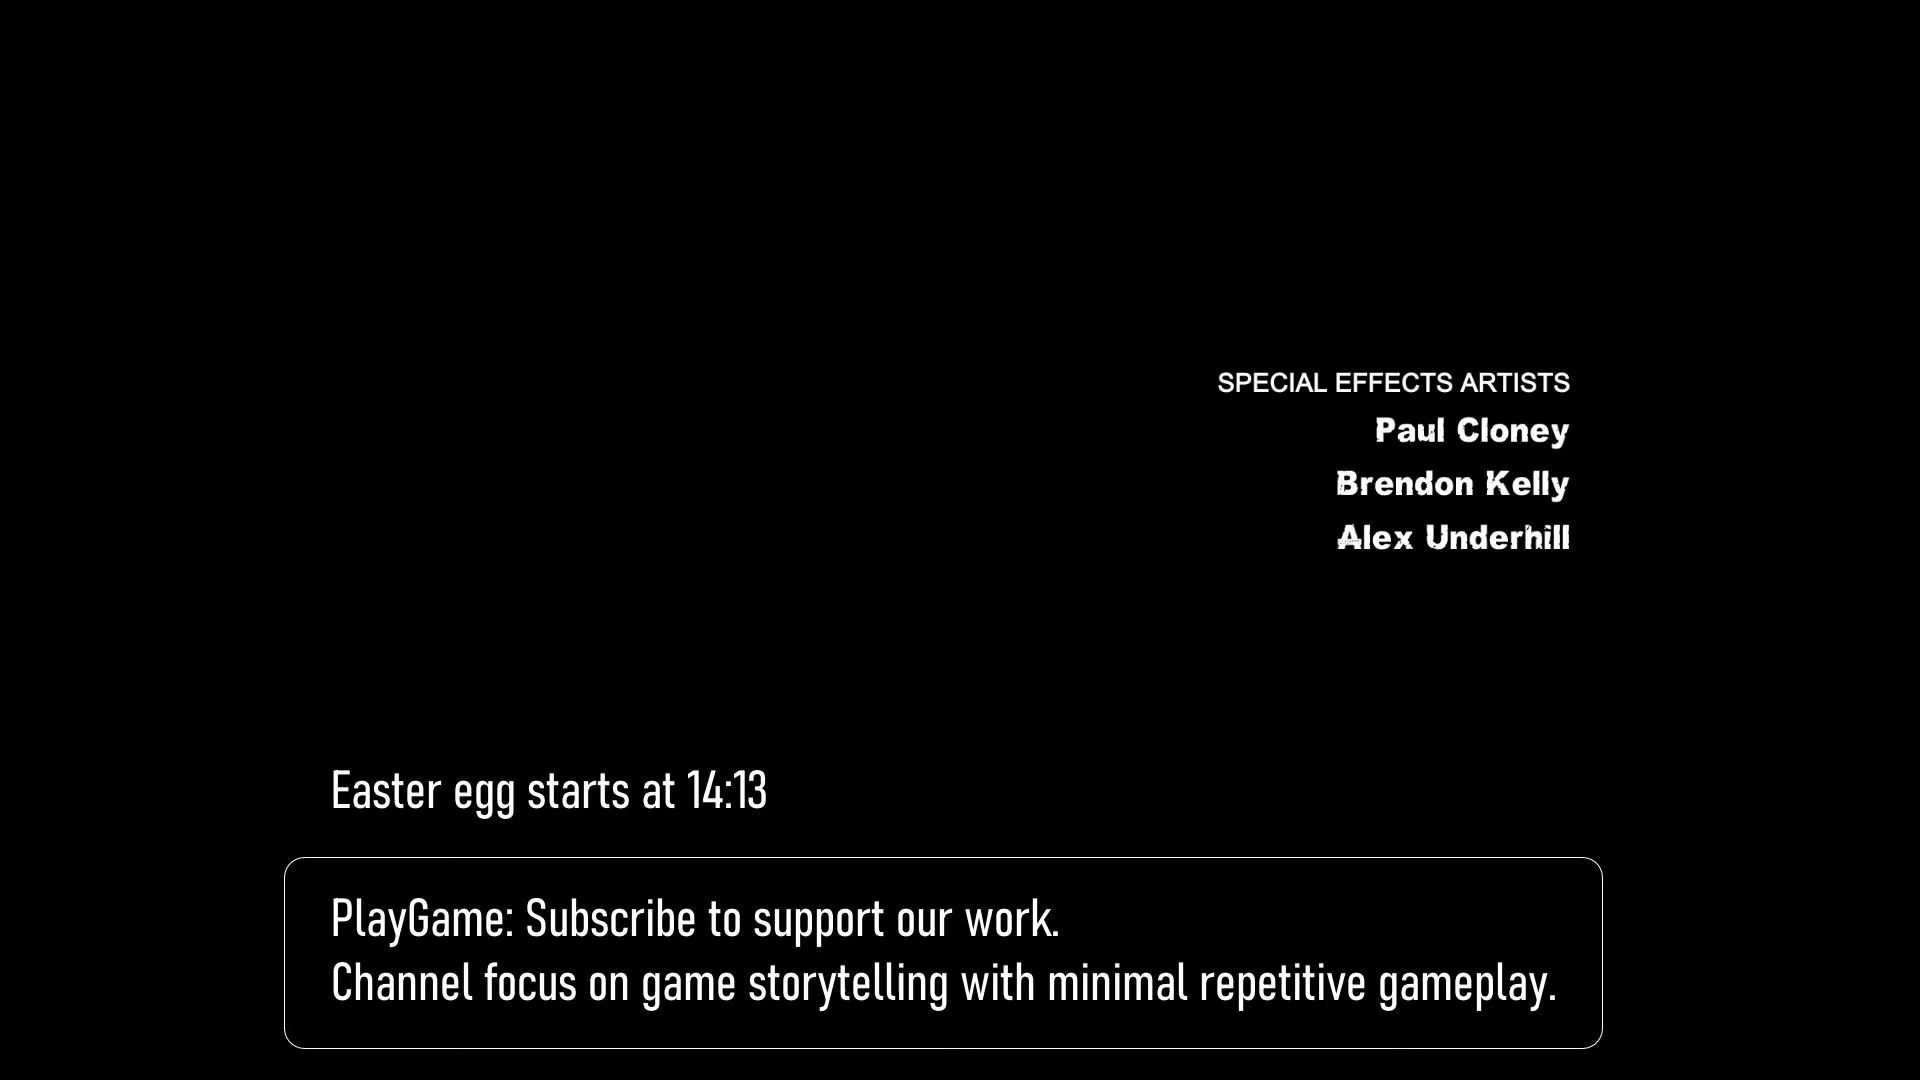 SPECIAL EFFECTS ARTISTS
Paul Cloney
Brendon Kelly
Alex Underhill
Easter egg starts at 14:13
PlayGame: Subscribe to support our work.
Channel focus on game storytelling with minimal repetitive gameplay.